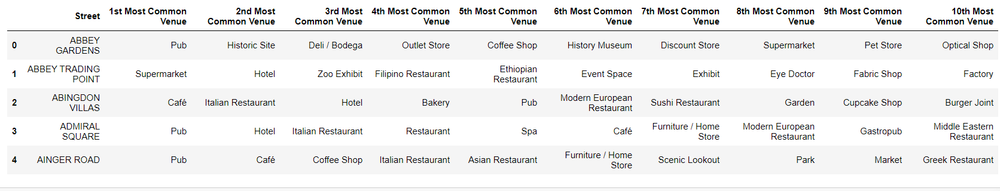 Street 1st Most Common Venue 2nd Most Common Venue 3rd Most Common Venue 4th Most Common Venue 5th Most Common Venue 6th Most Common Venue 7th Most Common Venue 8th Most Common Venue 9th Most Common Venue 10th Most Common Venue
0 ABBEY GARDENS Pub Historic Site Deli / Bodega Outlet Store Coffee Shop History Museum Discount Store Supermarket Pet Store Optical Shop
1 ABBEY TRADING POINT Supermarket Hotel Zoo Exhibit Filipino Restaurant Ethiopian Restaurant Event Space Exhibit Eye Doctor Fabric Shop Factory
2 ABINGDON VILLAS Café Italian Restaurant Hotel Bakery Pub Modern European Restaurant Sushi Restaurant Garden Cupcake Shop Burger Joint
3 ADMIRAL SQUARE Pub Hotel Italian Restaurant Restaurant Spa Café Furniture / Home Store Modern European Restaurant Gastropub Middle Eastern Restaurant
4 AINGER ROAD Pub Café Coffee Shop Italian Restaurant Asian Restaurant Furniture / Home Store Scenic Lookout Park Market Greek Restaurant